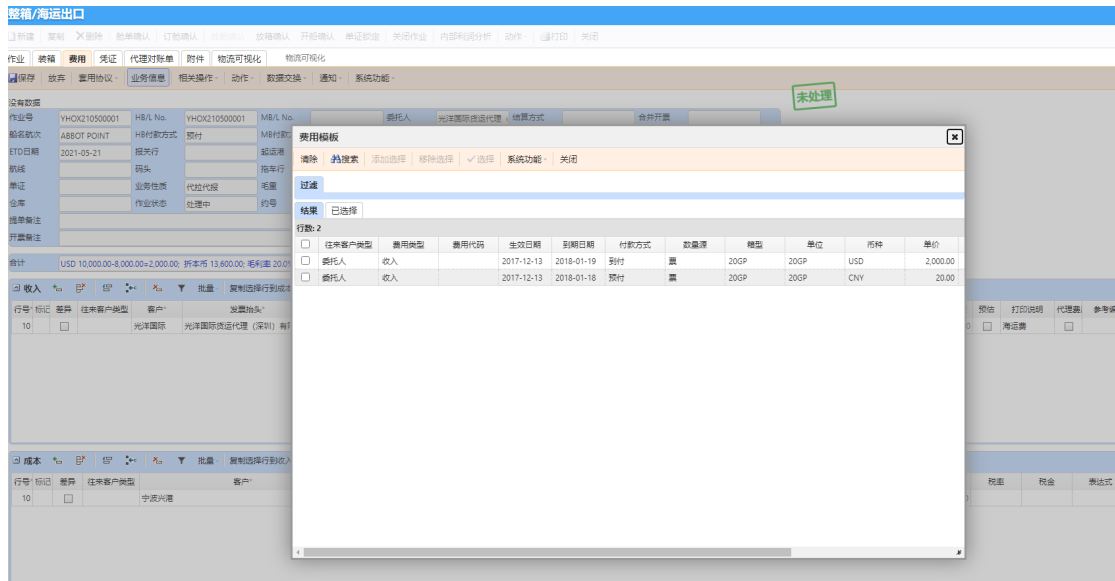 整箱/海运出口
新建 复制 删除 舱单确认 订舱确认 放箱确认 开船确认 单证锁定 关闭作业 内部利润分析 动作 打印 关闭
作业 装箱 费用 凭证 代理对账单 附件 物流可视化 物流可视化
保存 放弃 套用协议 业务信息 相关操作 动作 数据交换 通知 系统功能
未处理
没有数据
作业号 YHOX210500001 HB/L No. YHOX210500001 MB/L No. 委托人 光洋国际货运代理 结算方式 合并开票
船名航次 ABBOT POINT HB付款方式 预付 MB付款
ETD日期 2021-05-21 报关行 起运港
航线 码头 拖车行
单证 业务性质 代拉代报 毛重
仓库 作业状态 处理中 约号
提单备注
开票备注
合计 USD 10,000.00-8,000.00=2,000.00; 折本币 13,600.00; 毛利率 20.0
收入 批量 复制选择行到成本
行号 标记 差异 往来客户类型 客户* 发票抬头* 预估 打印说明 代理费 参考
10 光洋国际 光洋国际货运代理（深圳）有 海运费
成本 批量 复制选择行到收入
行号 标记 差异 往来客户类型 客户* 税率 税金 表达式
10 宁波兴港
费用模板
清除 搜索 添加选择 移除选择 选择 系统功能 关闭
过滤
结果 已选择
行数: 2
往来客户类型 费用类型 费用代码 生效日期 到期日期 付款方式 数量源 箱型 单位 币种 单价
委托人 收入 2017-12-13 2018-01-19 到付 票 20GP 20GP USD 2,000.00
委托人 收入 2017-12-13 2018-01-18 预付 票 20GP 20GP CNY 20.00